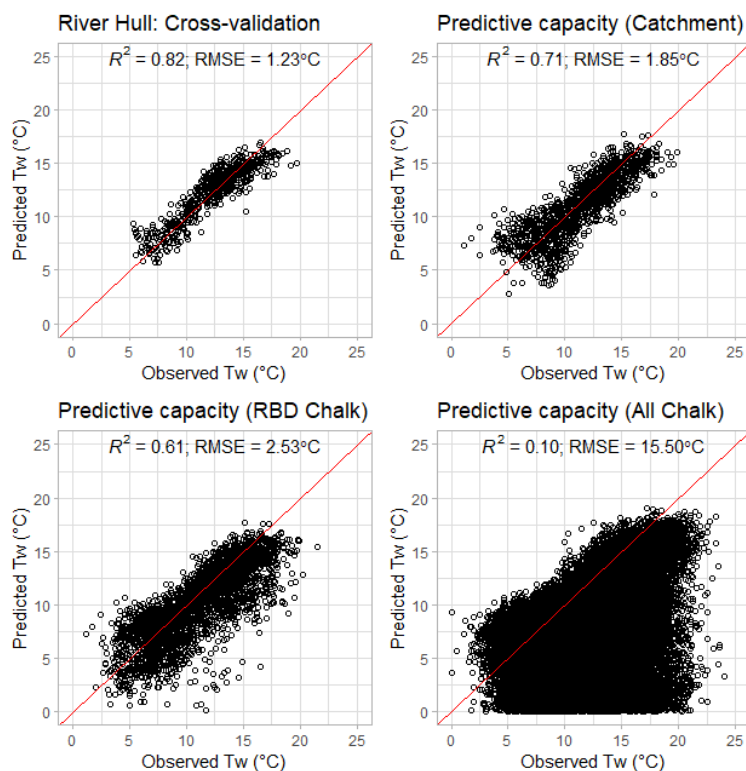 River Hull: Cross-validation
R² = 0.82; RMSE = 1.23°C
25
20
15
10
5
0
Predicted Tw (°C)
0 5 10 15 20 25
Observed Tw (°C)
Predictive capacity (Catchment)
R² = 0.71; RMSE = 1.85°C
25
20
15
10
5
0
Predicted Tw (°C)
0 5 10 15 20 25
Observed Tw (°C)
Predictive capacity (RBD Chalk)
R² = 0.61; RMSE = 2.53°C
25
20
15
10
5
0
Predicted Tw (°C)
0 5 10 15 20 25
Observed Tw (°C)
Predictive capacity (All Chalk)
R² = 0.10; RMSE = 15.50°C
25
20
15
10
5
0
Predicted Tw (°C)
0 5 10 15 20 25
Observed Tw (°C)